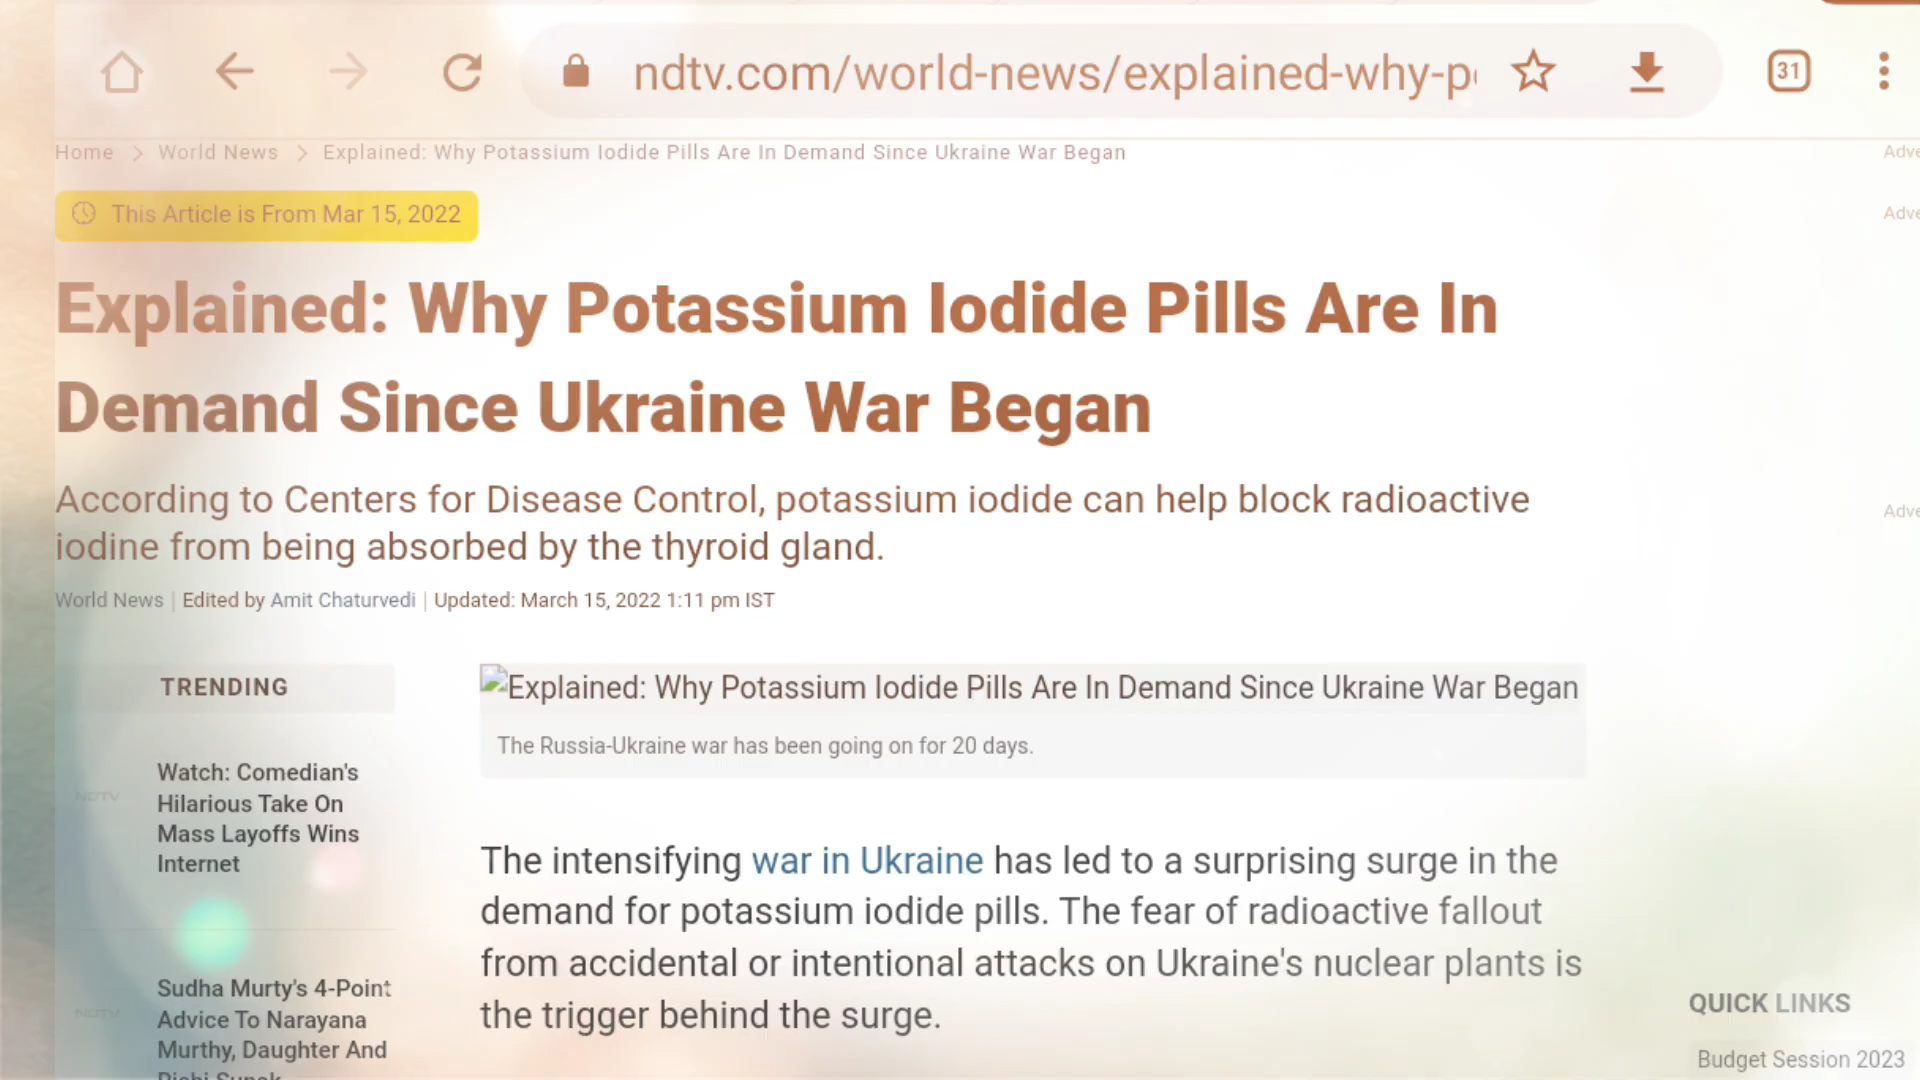 ndtv.com/world-news/explained-why-p
31
Home > World News > Explained: Why Potassium Iodide Pills Are In Demand Since Ukraine War Began
Adve
This Article is From Mar 15, 2022
Adve
Explained: Why Potassium Iodide Pills Are In
Demand Since Ukraine War Began
According to Centers for Disease Control, potassium iodide can help block radioactive
iodine from being absorbed by the thyroid gland.
Adve
World News | Edited by Amit Chaturvedi | Updated: March 15, 2022 1:11 pm IST
TRENDING
NDTV
Watch: Comedian's
Hilarious Take On
Mass Layoffs Wins
Internet
NDTV
Sudha Murty's 4-Point
Advice To Narayana
Murthy, Daughter And
Rishi Sunak
Explained: Why Potassium Iodide Pills Are In Demand Since Ukraine War Began
The Russia-Ukraine war has been going on for 20 days.
The intensifying war in Ukraine has led to a surprising surge in the
demand for potassium iodide pills. The fear of radioactive fallout
from accidental or intentional attacks on Ukraine's nuclear plants is
the trigger behind the surge.
QUICK LINKS
Budget Session 2023